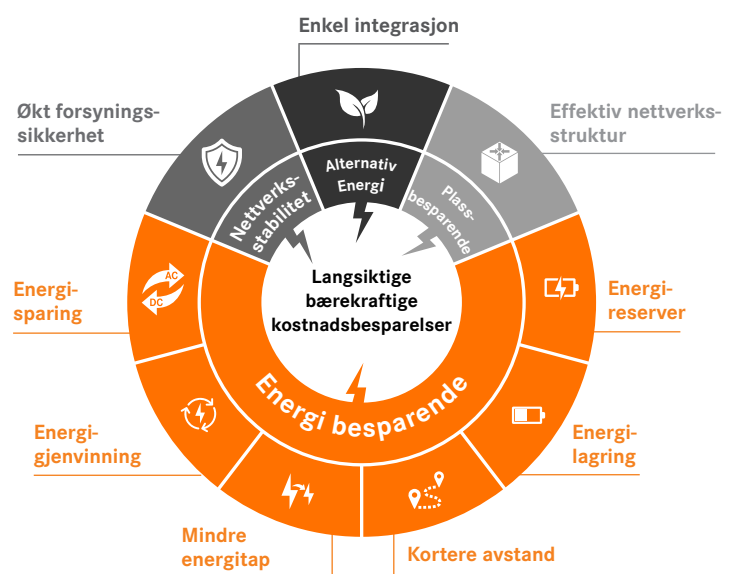 Enkel integrasjon
Økt forsynings-
sikkerhet
Effektiv nettverks-
struktur
Alternativ
Energi
Nettverks-
stabilitet
Plass-
besparende
Langsiktige
bærekraftige
kostnadsbesparelser
AC
DC
Energi-
sparing
Energi-
reserver
Energi besparende
Energi-
gjenvinning
Energi-
lagring
Mindre
energitap
Kortere avstand